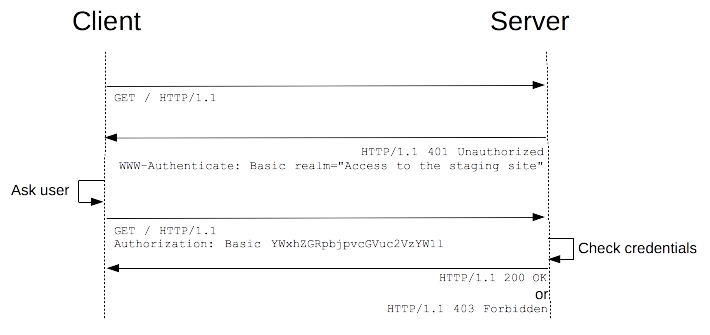 Client
Server
GET / HTTP/1.1
HTTP/1.1 401 Unauthorized
WWW-Authenticate: Basic realm="Access to the staging site"
Ask user
GET / HTTP/1.1
Authorization: Basic YWxhZGRpbjpvcGVuc2VzYW1l
Check credentials
HTTP/1.1 200 OK
or
HTTP/1.1 403 Forbidden